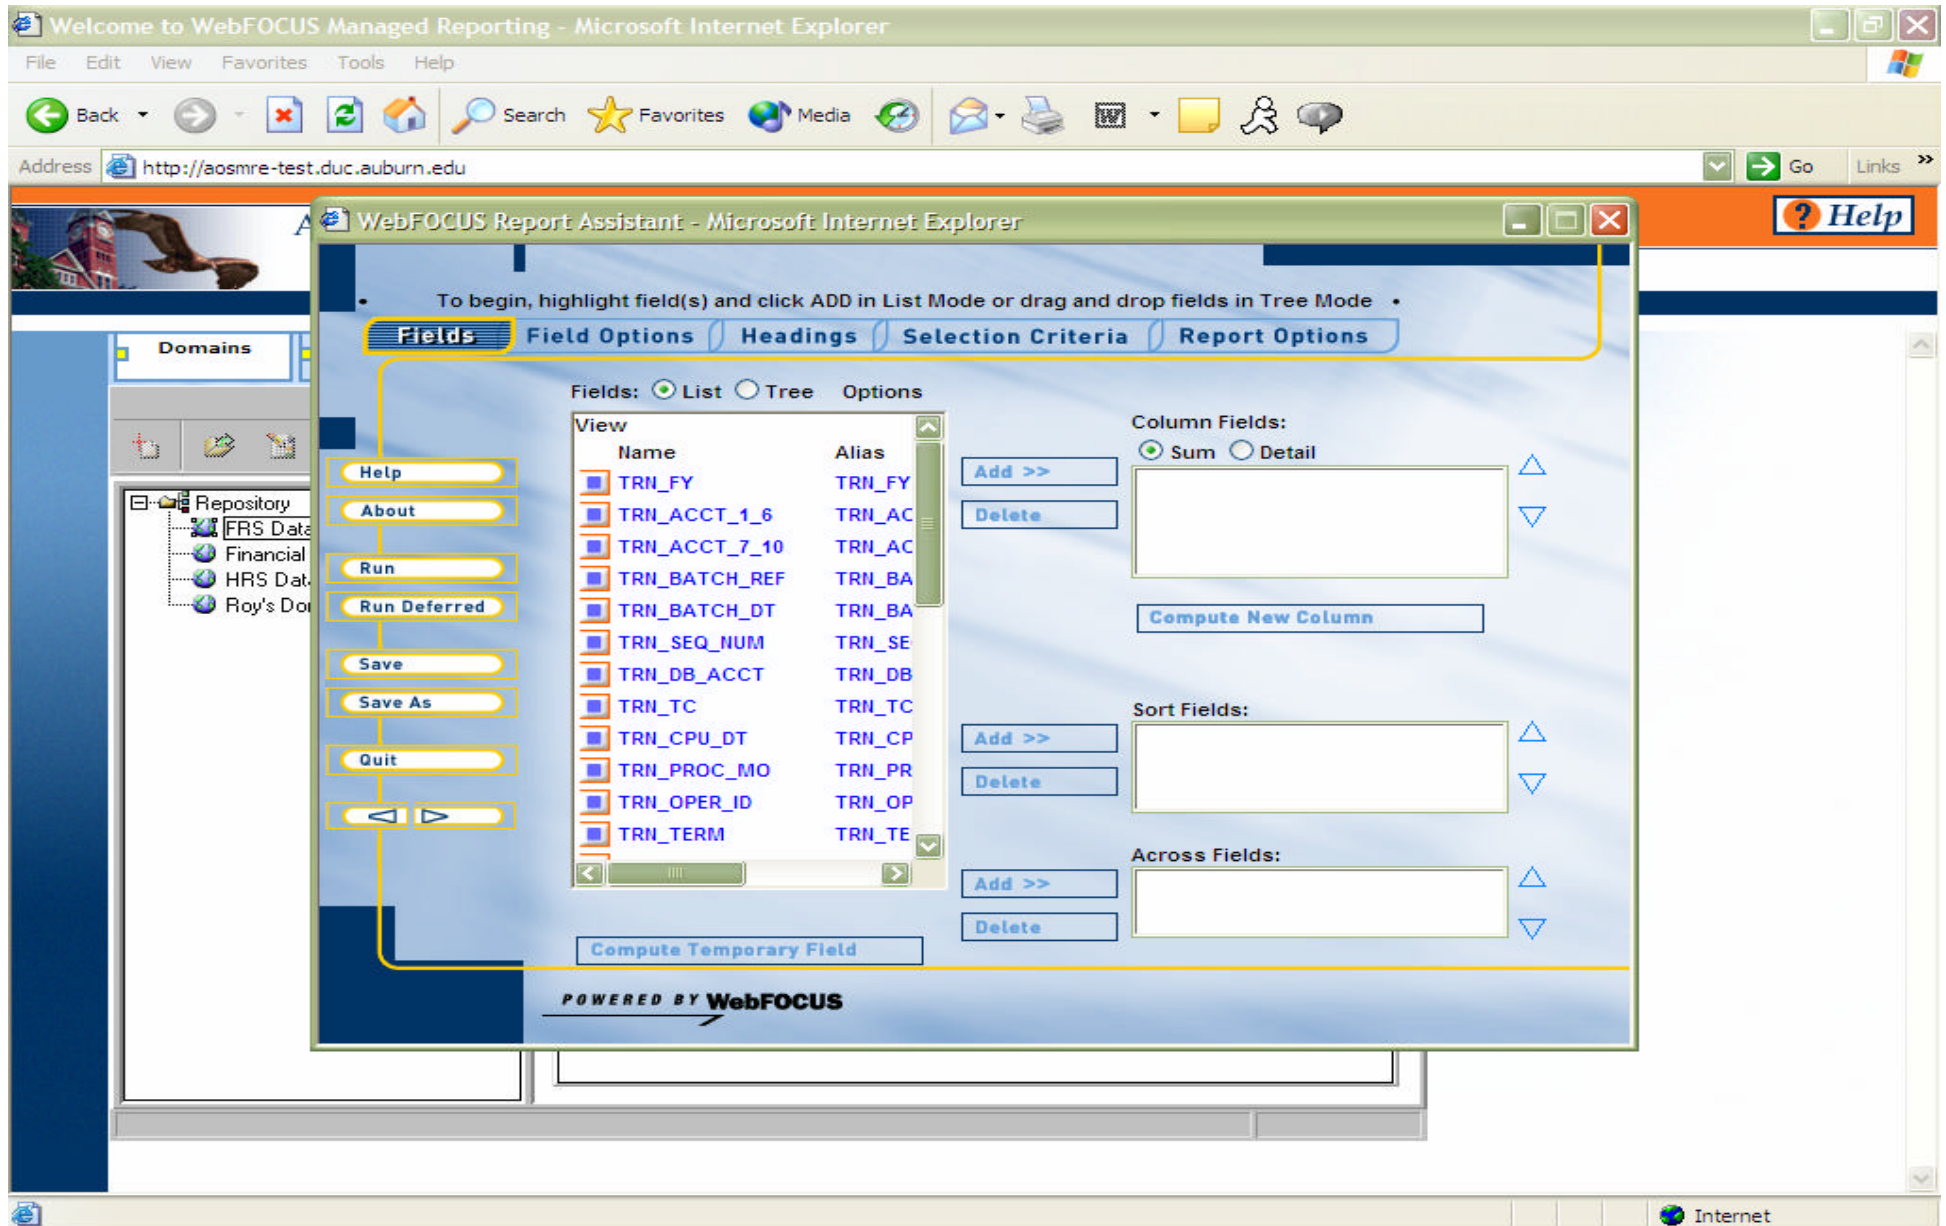 Welcome to WebFOCUS Managed Reporting - Microsoft Internet Explorer
File Edit View Favorites Tools Help
Back Search Favorites Media
Address http://aosmre-test.duc.auburn.edu Go Links »
A
? Help
WebFOCUS Report Assistant - Microsoft Internet Explorer
• To begin, highlight field(s) and click ADD in List Mode or drag and drop fields in Tree Mode •
Fields Field Options Headings Selection Criteria Report Options
Domains
Repository
FRS Data
Financial
HRS Dat
Roy's Do
Help
About
Run
Run Deferred
Save
Save As
Quit
Fields: List Tree Options
View
Name Alias
TRN_FY TRN_FY
TRN_ACCT_1_6 TRN_AC
TRN_ACCT_7_10 TRN_AC
TRN_BATCH_REF TRN_BA
TRN_BATCH_DT TRN_BA
TRN_SEQ_NUM TRN_SE
TRN_DB_ACCT TRN_DB
TRN_TC TRN_TC
TRN_CPU_DT TRN_CP
TRN_PROC_MO TRN_PR
TRN_OPER_ID TRN_OP
TRN_TERM TRN_TE
Compute Temporary Field
Column Fields:
Sum Detail
Add >>
Delete
Compute New Column
Sort Fields:
Add >>
Delete
Across Fields:
Add >>
Delete
POWERED BY WebFOCUS
Internet